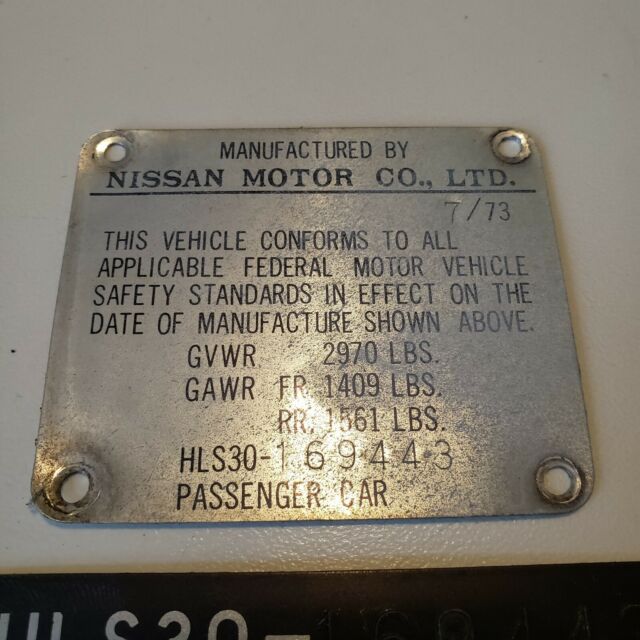 MANUFACTURED BY
NISSAN MOTOR CO., LTD.
7/73
THIS VEHICLE CONFORMS TO ALL
APPLICABLE FEDERAL MOTOR VEHICLE
SAFETY STANDARDS IN EFFECT ON THE
DATE OF MANUFACTURE SHOWN ABOVE.
GVWR 2970 LBS.
GAWR FR. 1409 LBS.
RR. 1561 LBS.
HLS30-169443
PASSENGER CAR
HLS30-16944